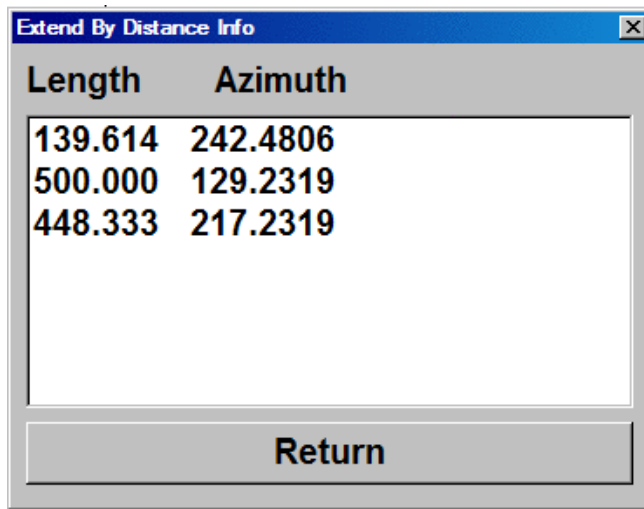 Extend By Distance Info
Length Azimuth
139.614 242.4806
500.000 129.2319
448.333 217.2319
Return